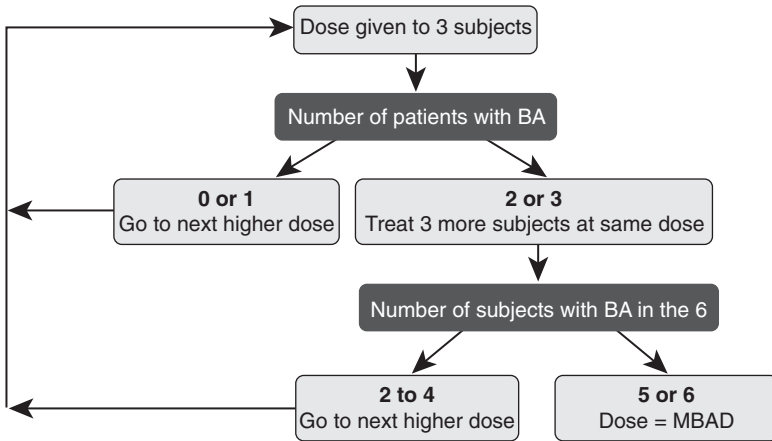 Dose given to 3 subjects
Number of patients with BA
0 or 1
Go to next higher dose
2 or 3
Treat 3 more subjects at same dose
Number of subjects with BA in the 6
2 to 4
Go to next higher dose
5 or 6
Dose = MBAD